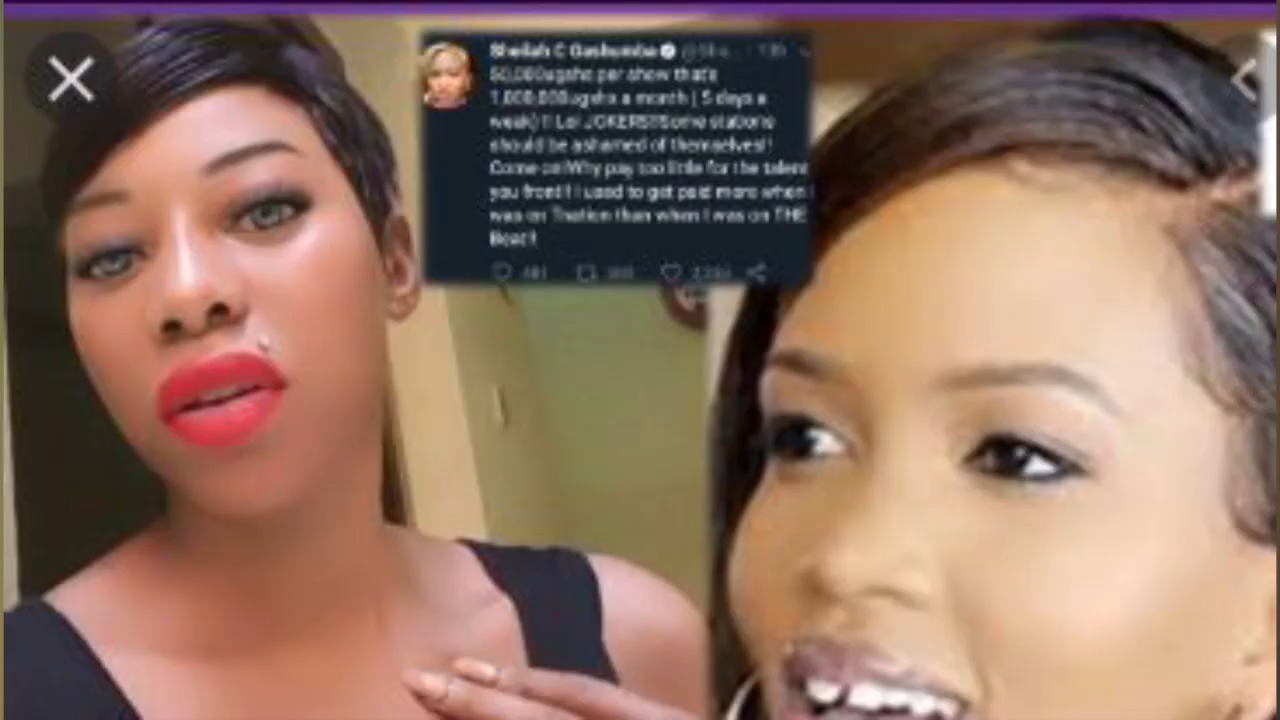 Sheilah C Gashumba
50,000ugshs per show that's
1,000,000ugshs a month ( 5 days a
weak)!! Lol JOKERS!!Some stations
should be ashamed of themselves!!
Come on!Why pay too little for the talent
you front!! I used to get paid more when I
was on Tnation than when I was on THE
Beat!!